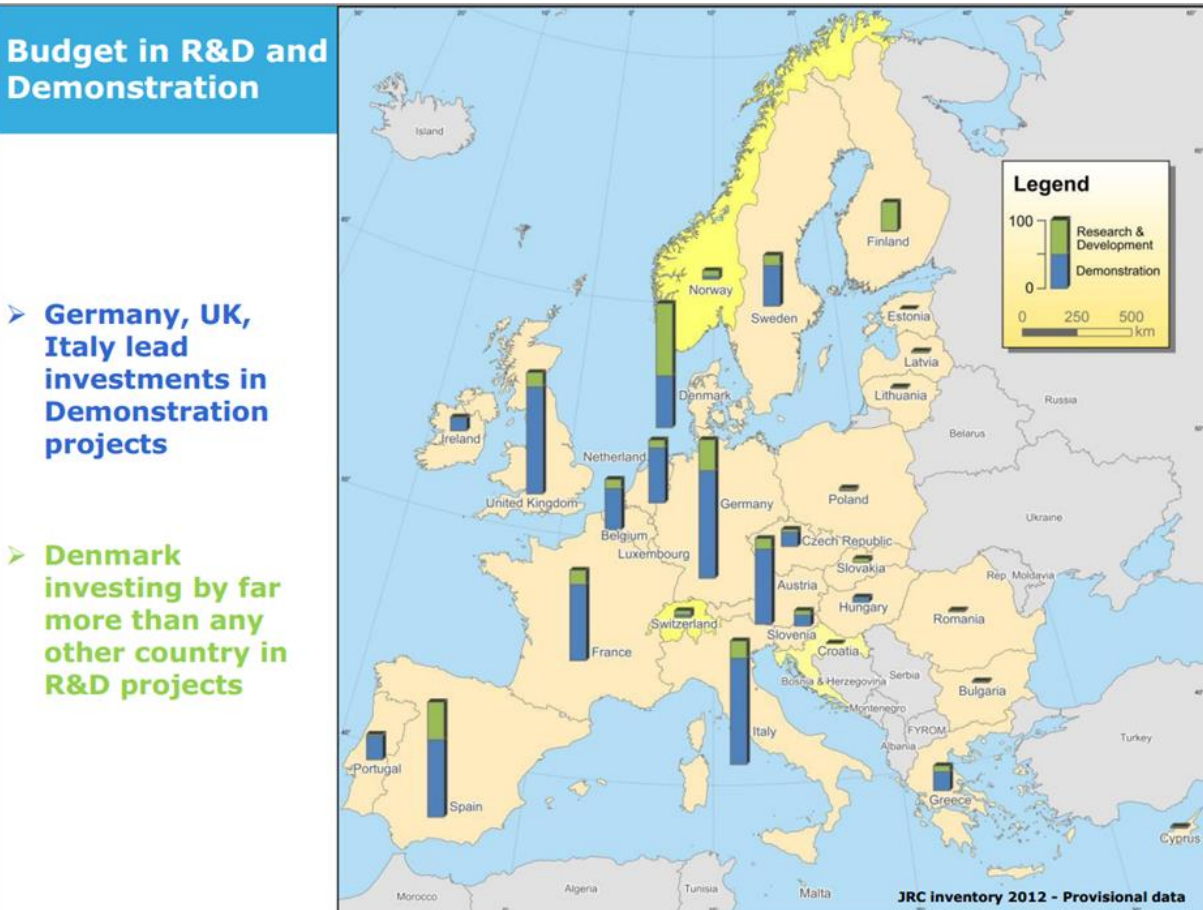 Budget in R&D and
Demonstration
➢ Germany, UK,
Italy lead
investments in
Demonstration
projects
➢ Denmark
investing by far
more than any
other country in
R&D projects
Island
Legend
100
Research &
Development
Demonstration
0
0 250 500
km
Finland
Norway
Sweden
Estonia
Latvia
Lithuania
Russia
Denmark
Belarus
Ireland
Netherland
United Kingdom
Germany
Poland
Belgium
Ukraine
Luxembourg
Czech Republic
Slovakia
Austria
Rep. Moldavia
Hungary
Switzerland
Romania
Slovenia
France
Croatia
Bosnia & Herzegovina
Serbia
Bulgaria
Montenegro
Italy
FYROM
Turkey
Albania
Portugal
Spain
Greece
Cyprus
Morocco
Algeria
Tunisia
Malta
JRC inventory 2012 - Provisional data